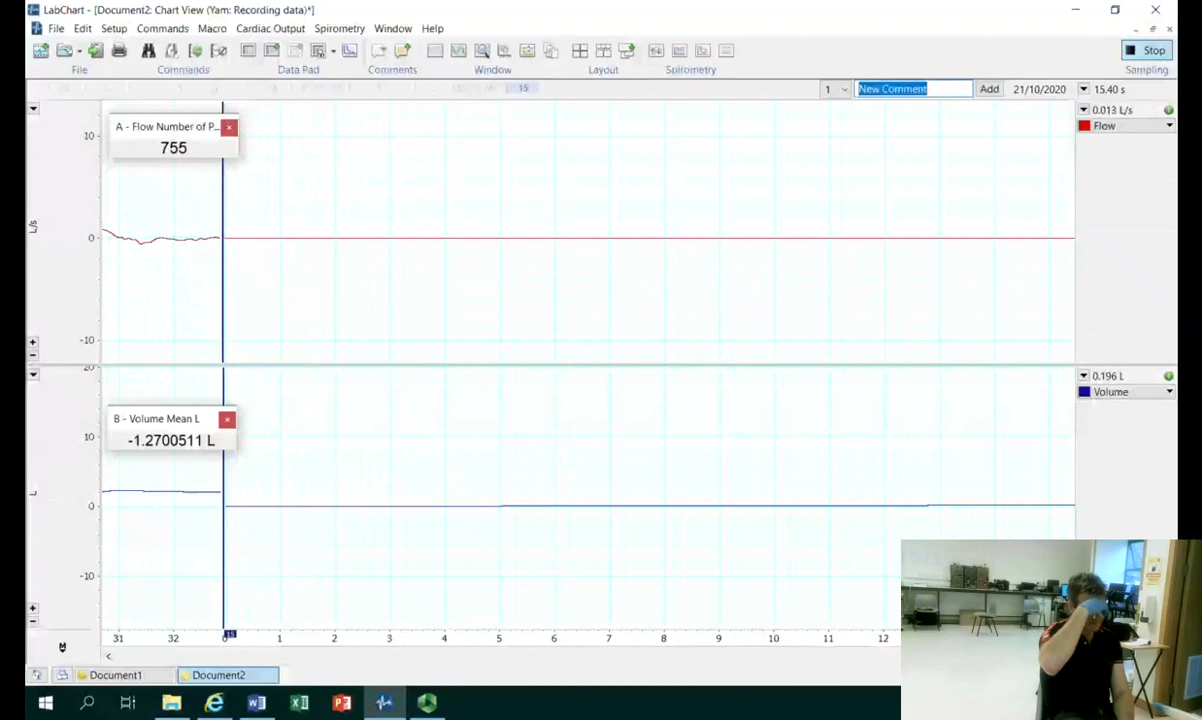 LabChart - [Document2: Chart View (Yam: Recording data)*]
File Edit Setup Commands Macro Cardiac Output Spirometry Window Help
Stop
File Commands Data Pad Comments Window Layout Spirometry Sampling
15 1 New Comment Add 21/10/2020 15.40 s
A - Flow Number of P...
755
10
0
-10
L/s
0.013 L/s
Flow
20
10
0
-10
L
B - Volume Mean L
-1.2700511 L
0.196 L
Volume
15
31 32 0 1 2 3 4 5 6 7 8 9 10 11 12
Document1 Document2